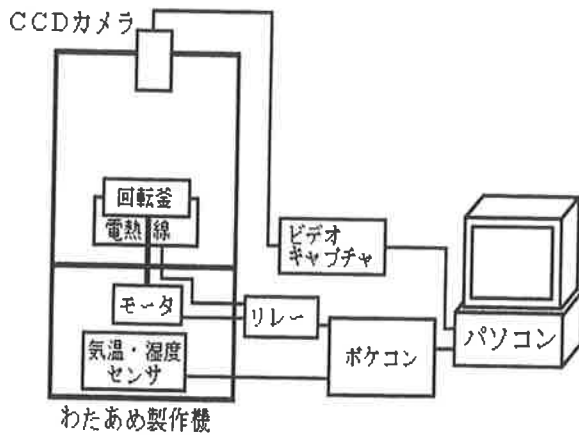 CCDカメラ
回転釜
電熱線
ビデオ
キャプチャ
モータ
リレー
パソコン
ポケコン
気温・湿度
センサ
わたあめ製作機